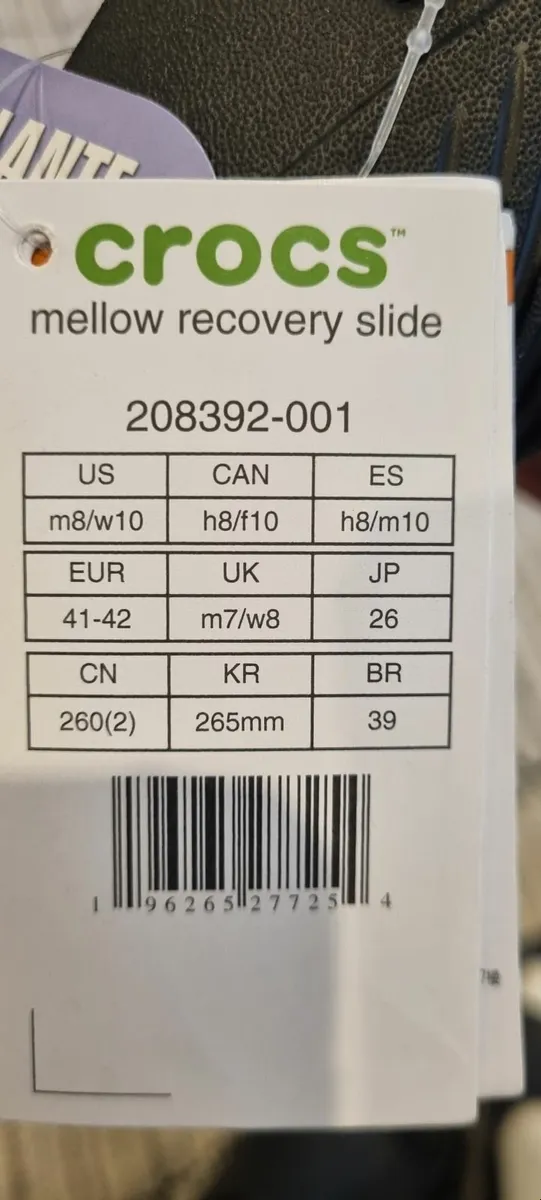 crocs™
mellow recovery slide
208392-001
US CAN ES
m8/w10 h8/f10 h8/m10
EUR UK JP
41-42 m7/w8 26
CN KR BR
260(2) 265mm 39
1 96265 27725 4